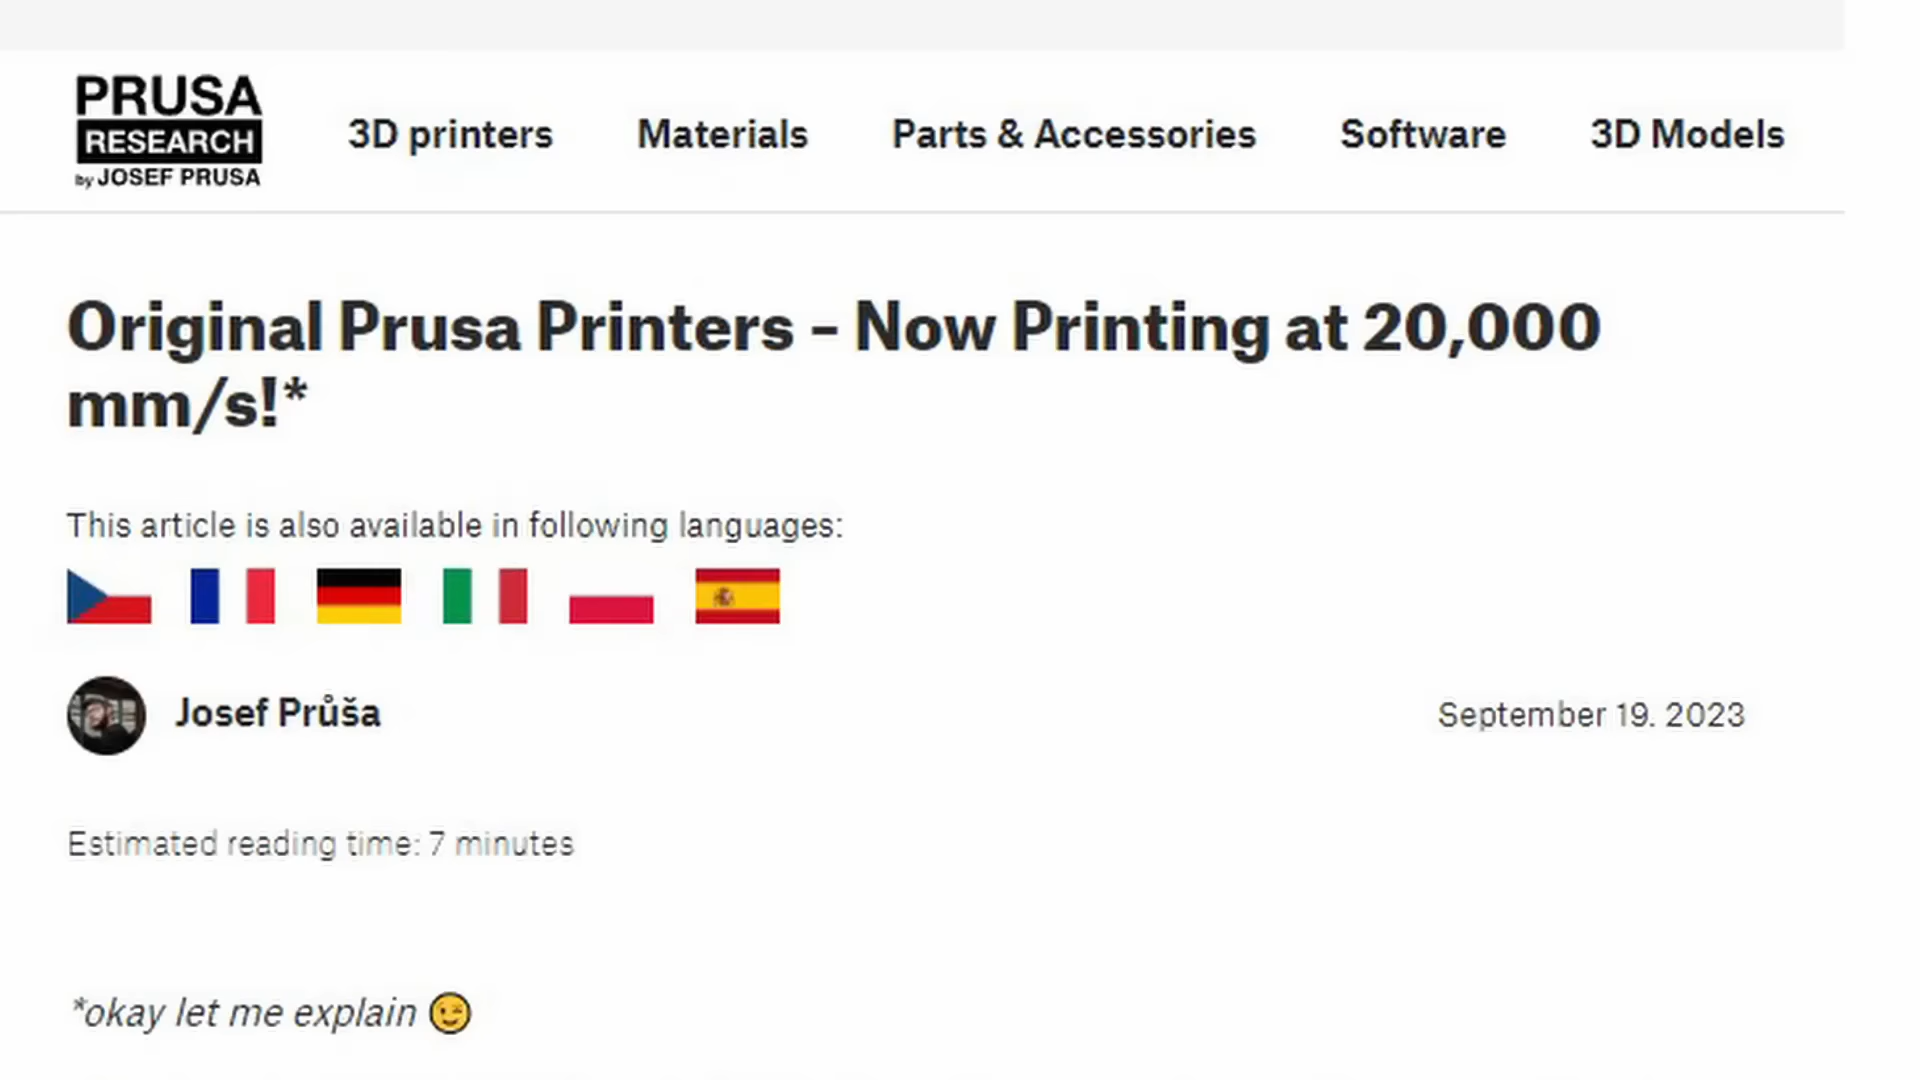 PRUSA
RESEARCH
by JOSEF PRUSA
3D printers Materials Parts & Accessories Software 3D Models
Original Prusa Printers – Now Printing at 20,000
mm/s!*
This article is also available in following languages:
Josef Průša
September 19. 2023
Estimated reading time: 7 minutes
*okay let me explain 😉